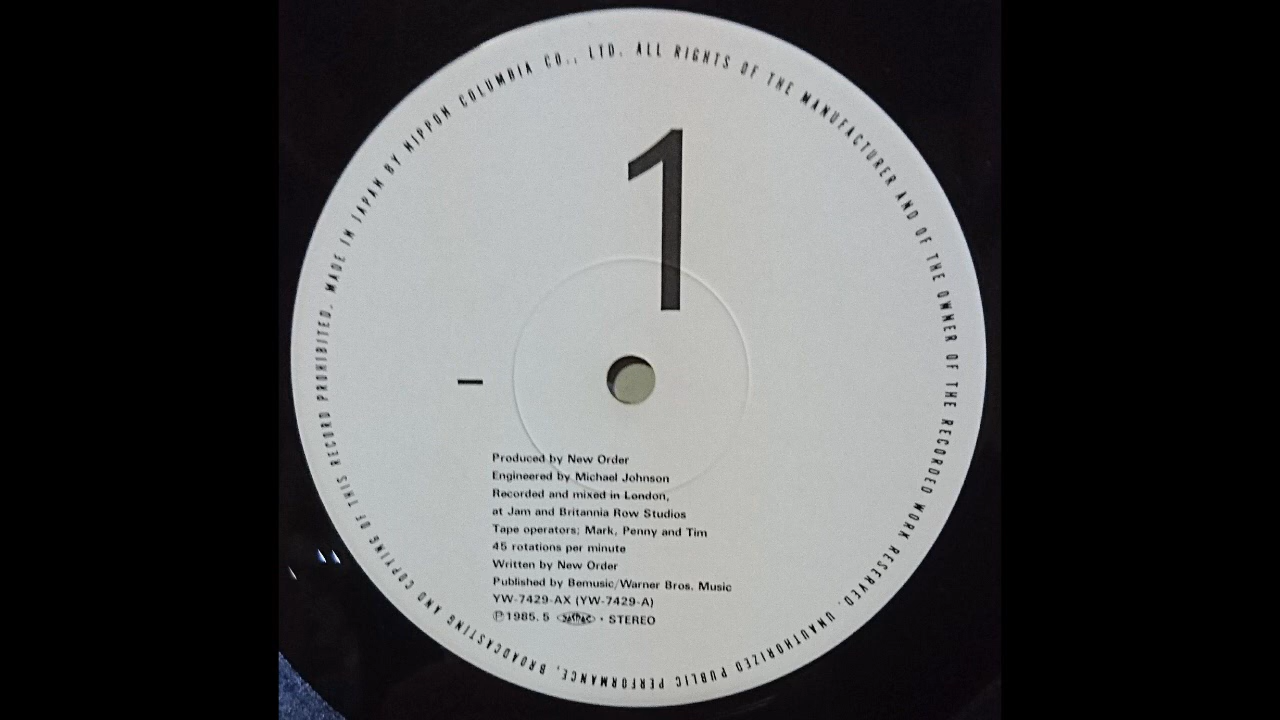 MADE IN JAPAN BY NIPPON COLUMBIA CO., LTD. ALL RIGHTS OF THE MANUFACTURER AND OF THE OWNER OF THE RECORDED WORK RESERVED. UNAUTHORIZED PUBLIC PERFORMANCE, BROADCASTING AND COPYING OF THIS RECORD PROHIBITED.
1
–
Produced by New Order
Engineered by Michael Johnson
Recorded and mixed in London,
at Jam and Britannia Row Studios
Tape operators; Mark, Penny and Tim
45 rotations per minute
Written by New Order
Published by Bemusic/Warner Bros. Music
YW-7429-AX (YW-7429-A)
Ⓟ1985. 5 JASRAC · STEREO